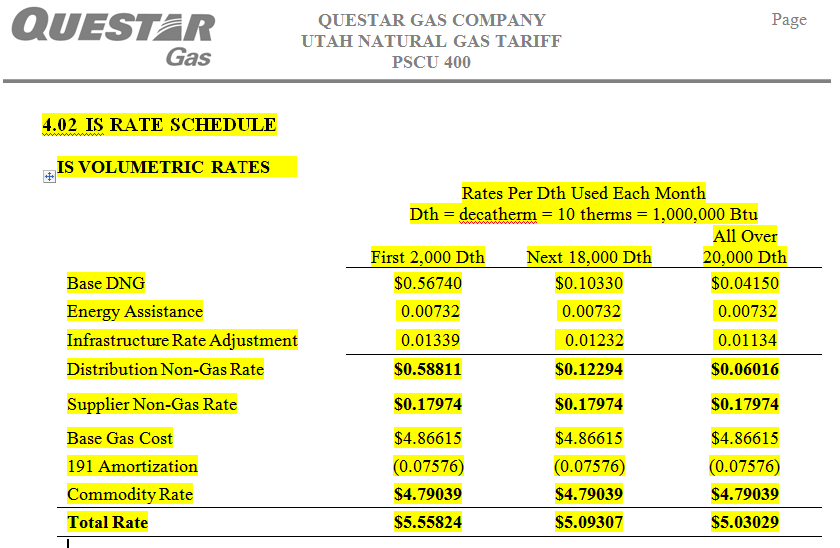 QUESTAR Gas
QUESTAR GAS COMPANY
UTAH NATURAL GAS TARIFF
PSCU 400
Page
4.02 IS RATE SCHEDULE
IS VOLUMETRIC RATES
Rates Per Dth Used Each Month
Dth = decatherm = 10 therms = 1,000,000 Btu
First 2,000 Dth Next 18,000 Dth All Over 20,000 Dth
Base DNG $0.56740 $0.10330 $0.04150
Energy Assistance 0.00732 0.00732 0.00732
Infrastructure Rate Adjustment 0.01339 0.01232 0.01134
Distribution Non-Gas Rate $0.58811 $0.12294 $0.06016
Supplier Non-Gas Rate $0.17974 $0.17974 $0.17974
Base Gas Cost $4.86615 $4.86615 $4.86615
191 Amortization (0.07576) (0.07576) (0.07576)
Commodity Rate $4.79039 $4.79039 $4.79039
Total Rate $5.55824 $5.09307 $5.03029